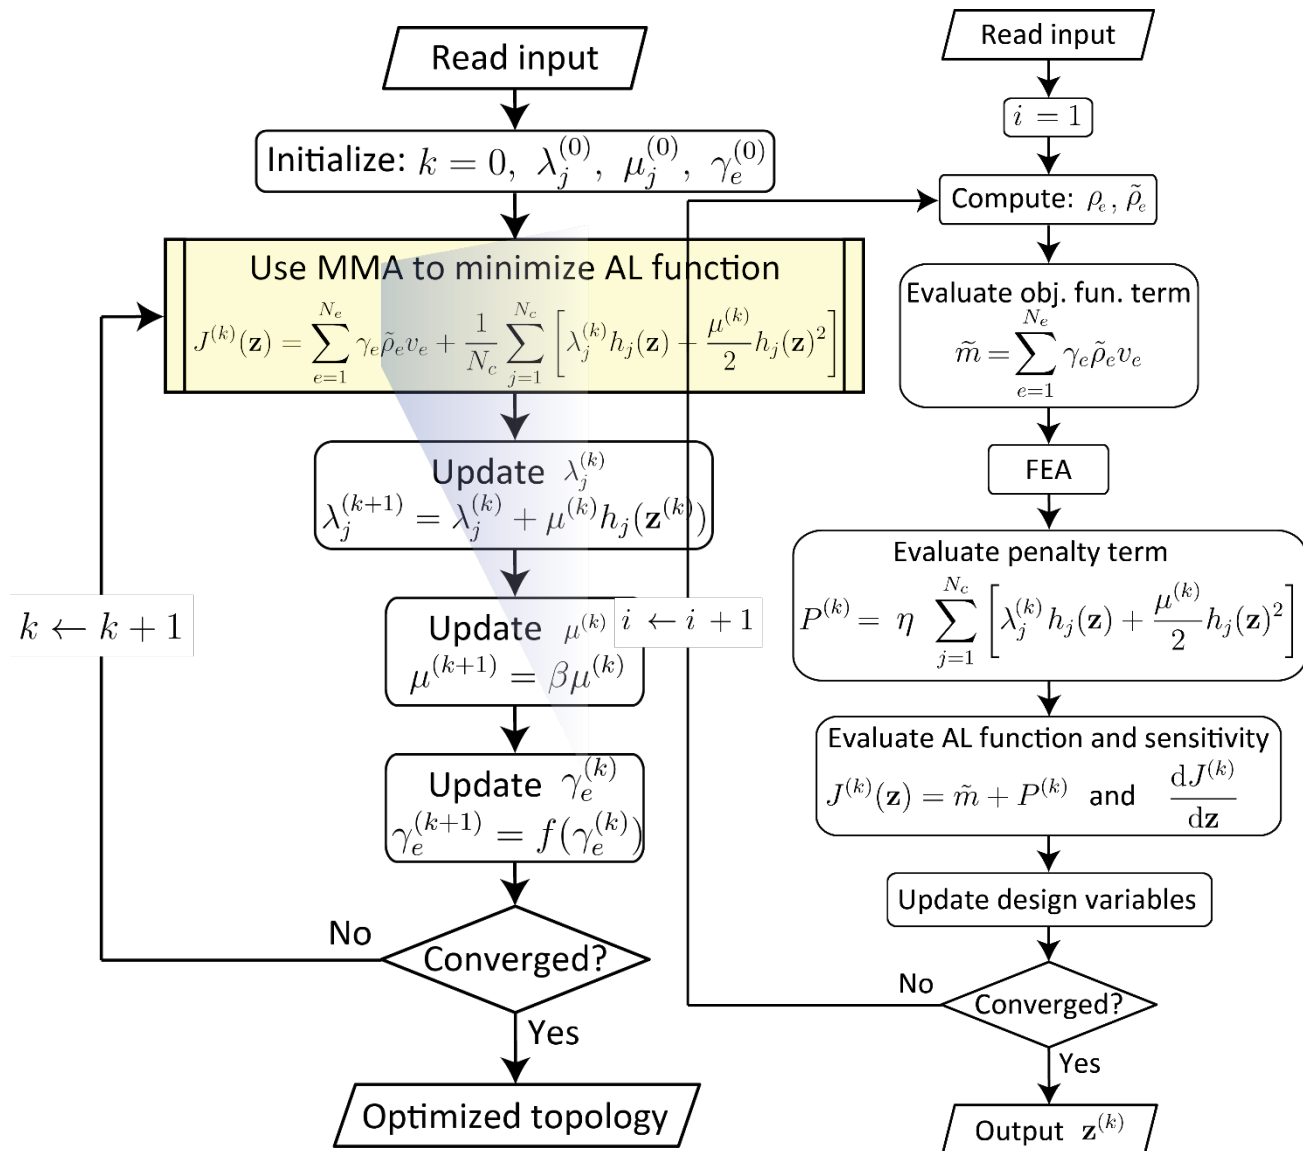 Read input
Initialize: k = 0, λ_j^{(0)}, μ_j^{(0)}, γ_e^{(0)}
Use MMA to minimize AL function
J^{(k)}(𝐳) = ∑_{e=1}^{N_e} γ_e ρ̃_e v_e + \frac{1}{N_c} ∑_{j=1}^{N_c} [λ_j^{(k)} h_j(𝐳) − \frac{μ^{(k)}}{2} h_j(𝐳)^2]
Update λ_j^{(k)}
λ_j^{(k+1)} = λ_j^{(k)} + μ^{(k)} h_j(𝐳^{(k)})
Update μ^{(k)}
μ^{(k+1)} = βμ^{(k)}
Update γ_e^{(k)}
γ_e^{(k+1)} = f(γ_e^{(k)})
Converged?
No
k ← k + 1
Yes
Optimized topology
Read input
i = 1
Compute: ρ_e, ρ̃_e
Evaluate obj. fun. term
m̃ = ∑_{e=1}^{N_e} γ_e ρ̃_e v_e
FEA
Evaluate penalty term
P^{(k)} = η ∑_{j=1}^{N_c} [λ_j^{(k)} h_j(𝐳) + \frac{μ^{(k)}}{2} h_j(𝐳)^2]
Evaluate AL function and sensitivity
J^{(k)}(𝐳) = m̃ + P^{(k)} and \frac{dJ^{(k)}}{d𝐳}
Update design variables
Converged?
No
i ← i + 1
Yes
Output 𝐳^{(k)}